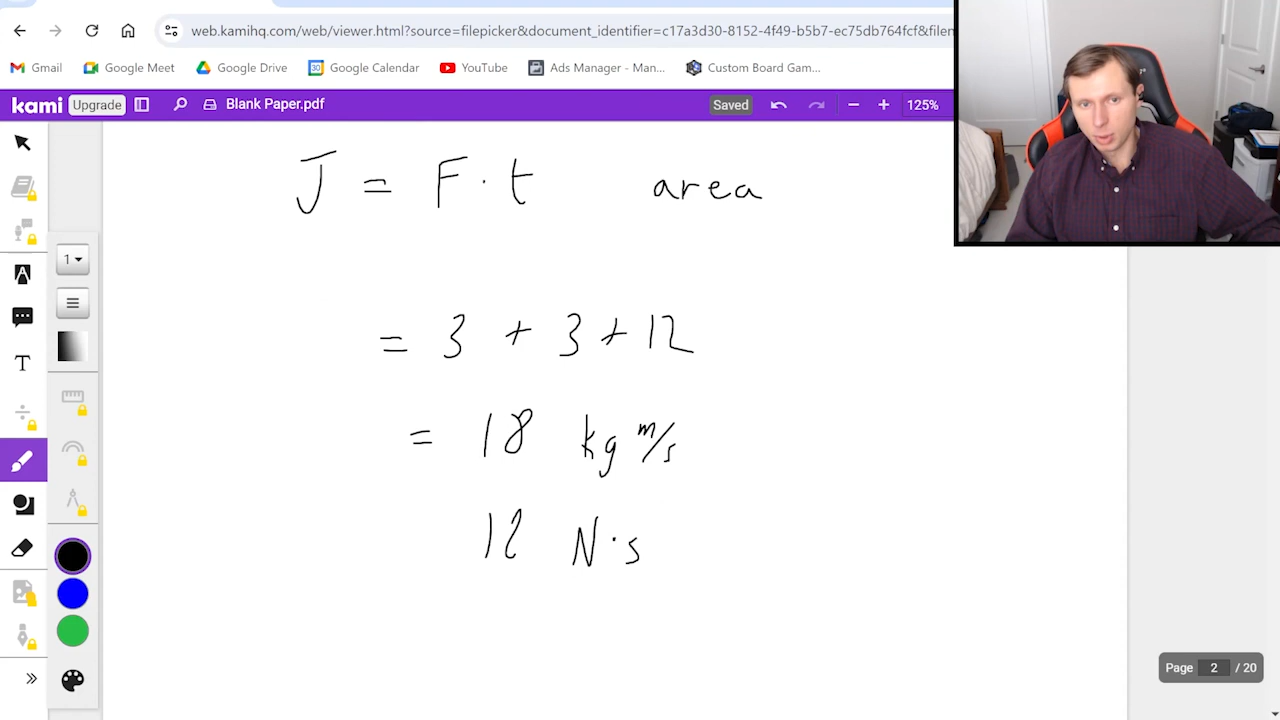 web.kamihq.com/web/viewer.html?source=filepicker&document_identifier=c17a3d30-8152-4f49-b5b7-ec75db764fcf&filen
Gmail Google Meet Google Drive Google Calendar YouTube Ads Manager - Man... Custom Board Gam...
kami Upgrade Blank Paper.pdf Saved 125%
J = F · t area
1
= 3 + 3 + 12
T
= 18 kg m/s
18 N·s
Page 2 / 20